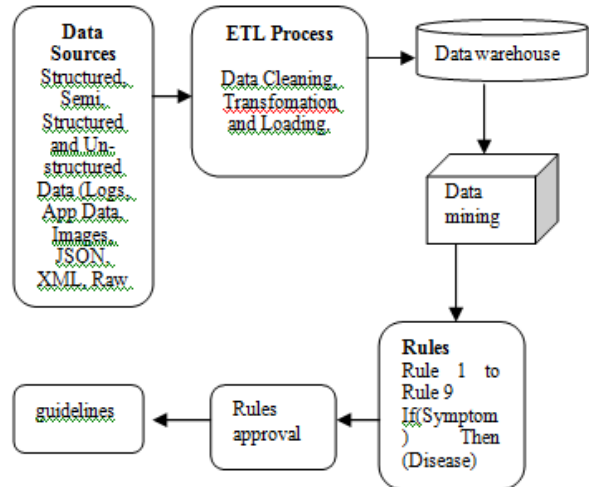 Data
Sources
Structured,
Semi,
Structured
and Un-
structured
Data (Logs,
App Data,
Images,
JSON,
XML, Raw
ETL Process
Data Cleaning,
Transfomation
and Loading,
Data warehouse
Data
mining
Rules
Rule 1 to
Rule 9
If(Symptom
) Then
(Disease)
Rules
approval
guidelines